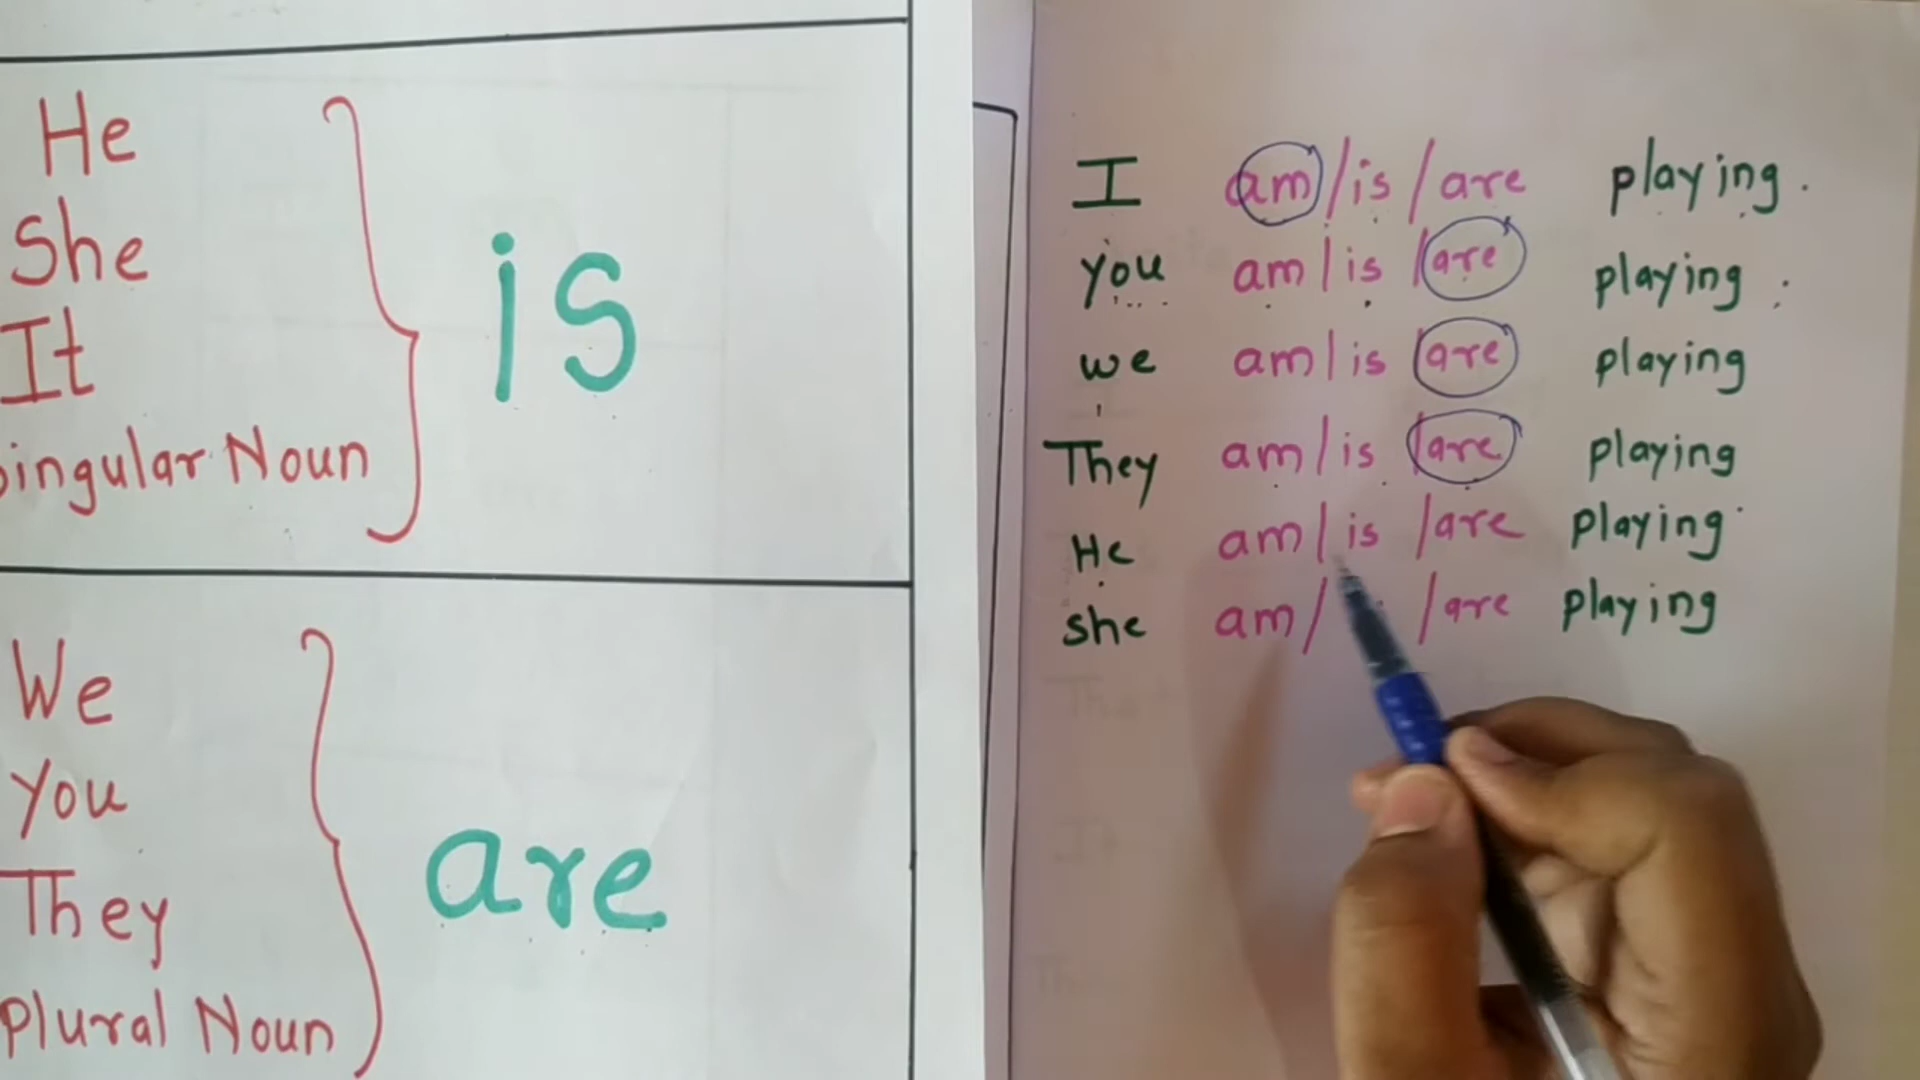 He
She
It
Singular Noun
is
We
You
They
Plural Noun
are
I am/is/are playing.
you am/is/are playing.
we am/is/are playing
They am/is/are playing
He am/is/are playing
she am/ /are playing